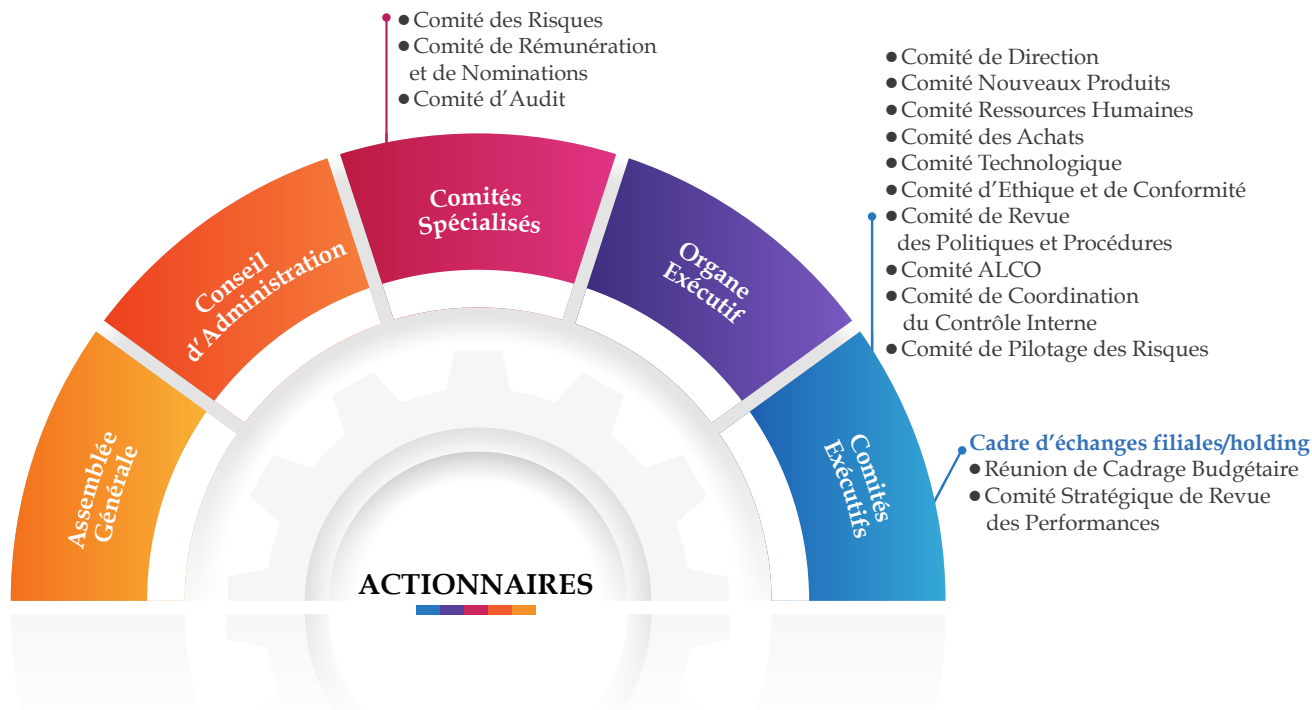 ● Comité des Risques
● Comité de Rémunération
et de Nominations
● Comité d’Audit
● Comité de Direction
● Comité Nouveaux Produits
● Comité Ressources Humaines
● Comité des Achats
● Comité Technologique
● Comité d’Ethique et de Conformité
● Comité de Revue
des Politiques et Procédures
● Comité ALCO
● Comité de Coordination
du Contrôle Interne
● Comité de Pilotage des Risques
Assemblée
Générale
Conseil
d’Administration
Comités
Spécialisés
Organe
Exécutif
Comités
Exécutifs
Cadre d’échanges filiales/holding
● Réunion de Cadrage Budgétaire
● Comité Stratégique de Revue
des Performances
ACTIONNAIRES